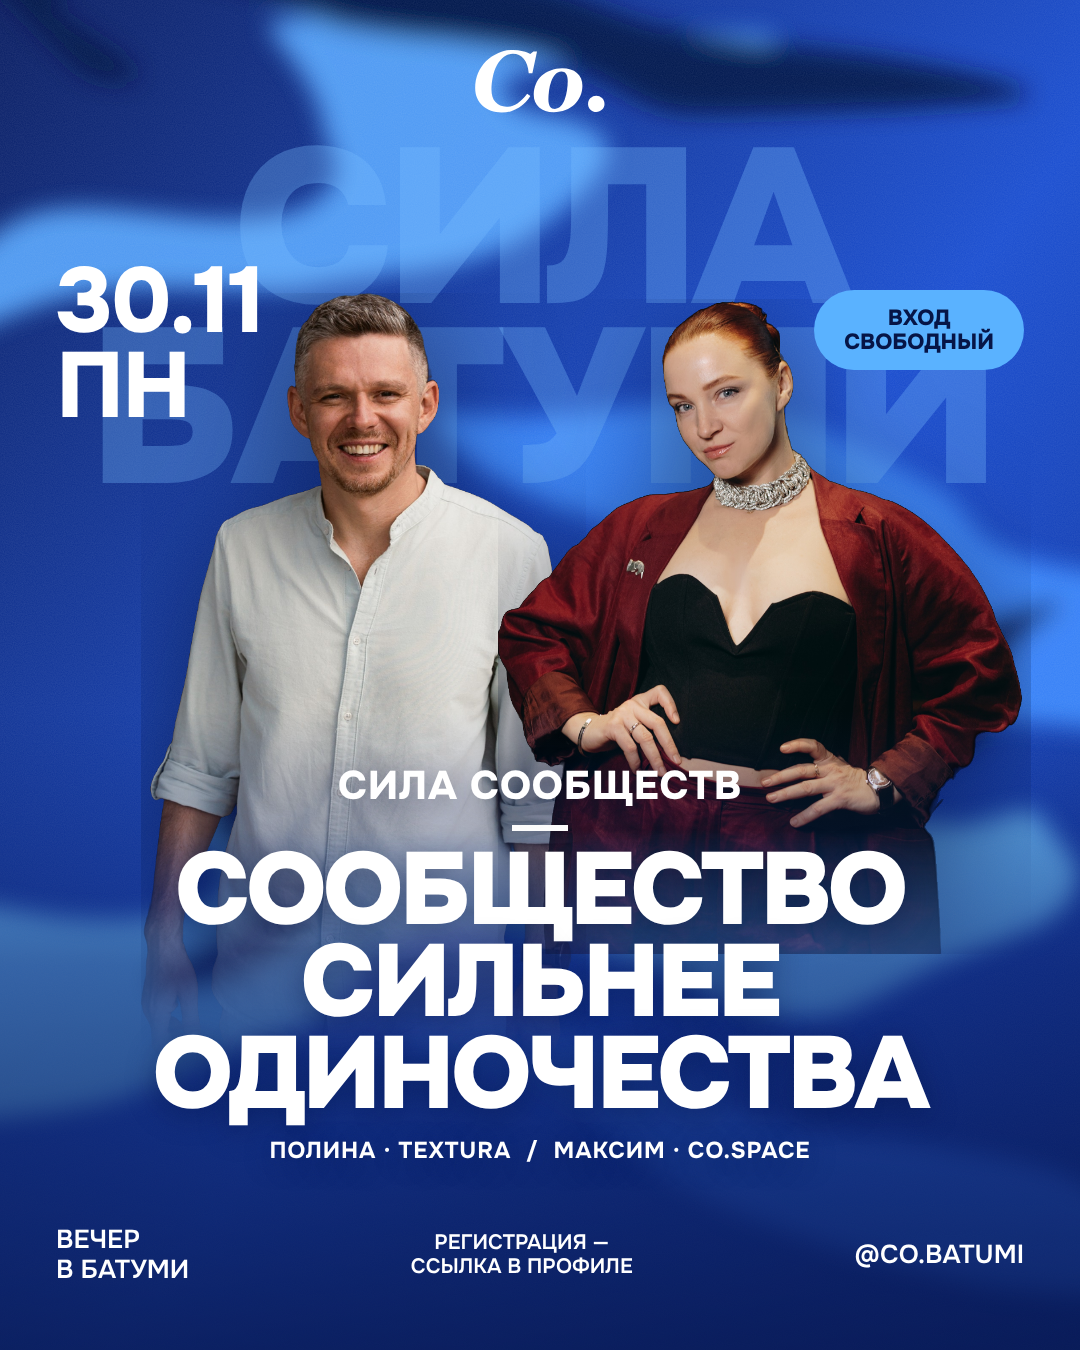 Co.
СИЛА
БАТУМИ
30.11
ПН
ВХОД
СВОБОДНЫЙ
СИЛА СООБЩЕСТВ
—
СООБЩЕСТВО
СИЛЬНЕЕ
ОДИНОЧЕСТВА
ПОЛИНА · TEXTURA / МАКСИМ · CO.SPACE
ВЕЧЕР
В БАТУМИ
РЕГИСТРАЦИЯ —
ССЫЛКА В ПРОФИЛЕ
@CO.BATUMI